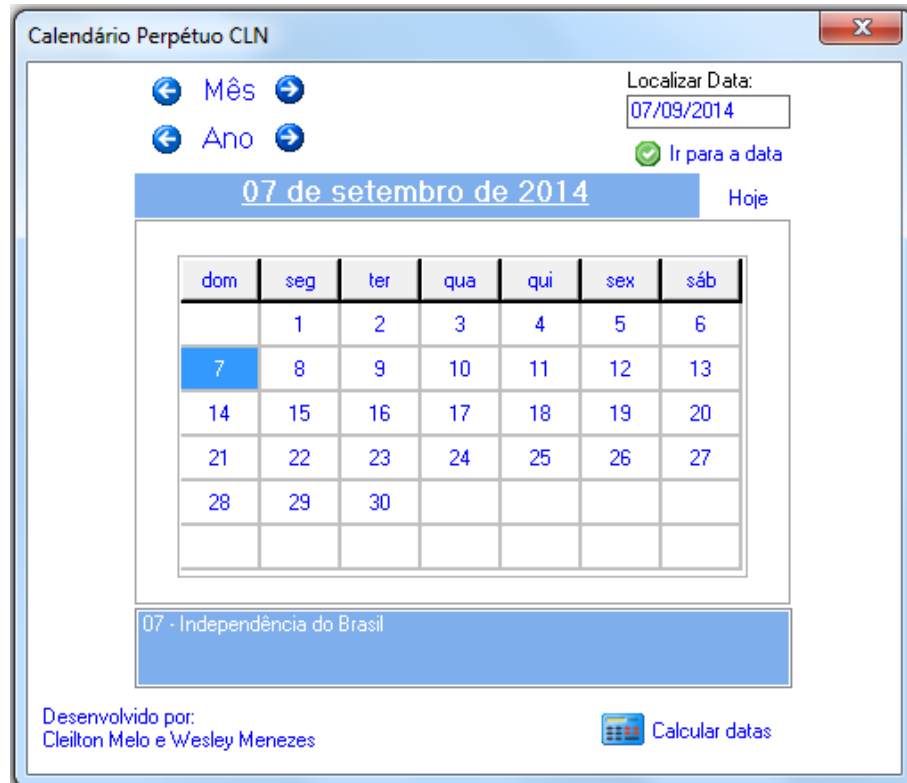 Calendário Perpétuo CLN
Mês
Ano
Localizar Data:
07/09/2014
Ir para a data
07 de setembro de 2014
Hoje
dom seg ter qua qui sex sáb
1 2 3 4 5 6
7 8 9 10 11 12 13
14 15 16 17 18 19 20
21 22 23 24 25 26 27
28 29 30
07 - Independência do Brasil
Desenvolvido por:
Cleilton Melo e Wesley Menezes
Calcular datas